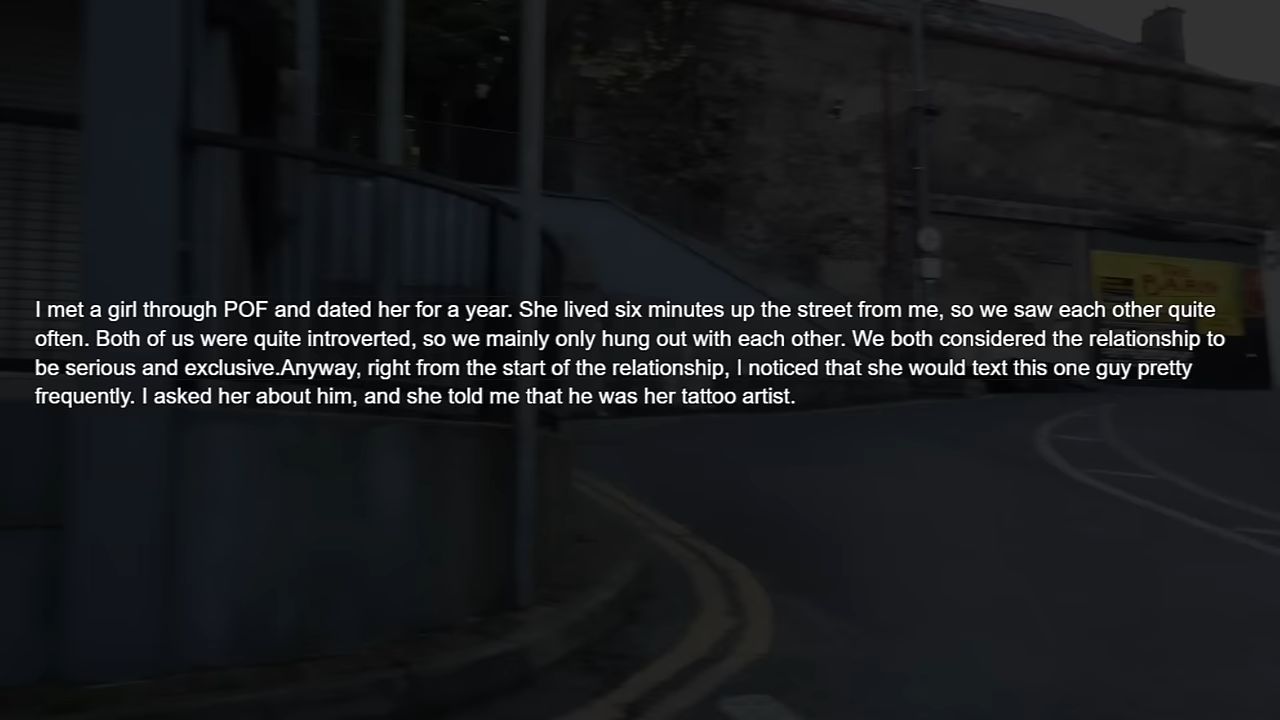 I met a girl through POF and dated her for a year. She lived six minutes up the street from me, so we saw each other quite
often. Both of us were quite introverted, so we mainly only hung out with each other. We both considered the relationship to
be serious and exclusive.Anyway, right from the start of the relationship, I noticed that she would text this one guy pretty
frequently. I asked her about him, and she told me that he was her tattoo artist.